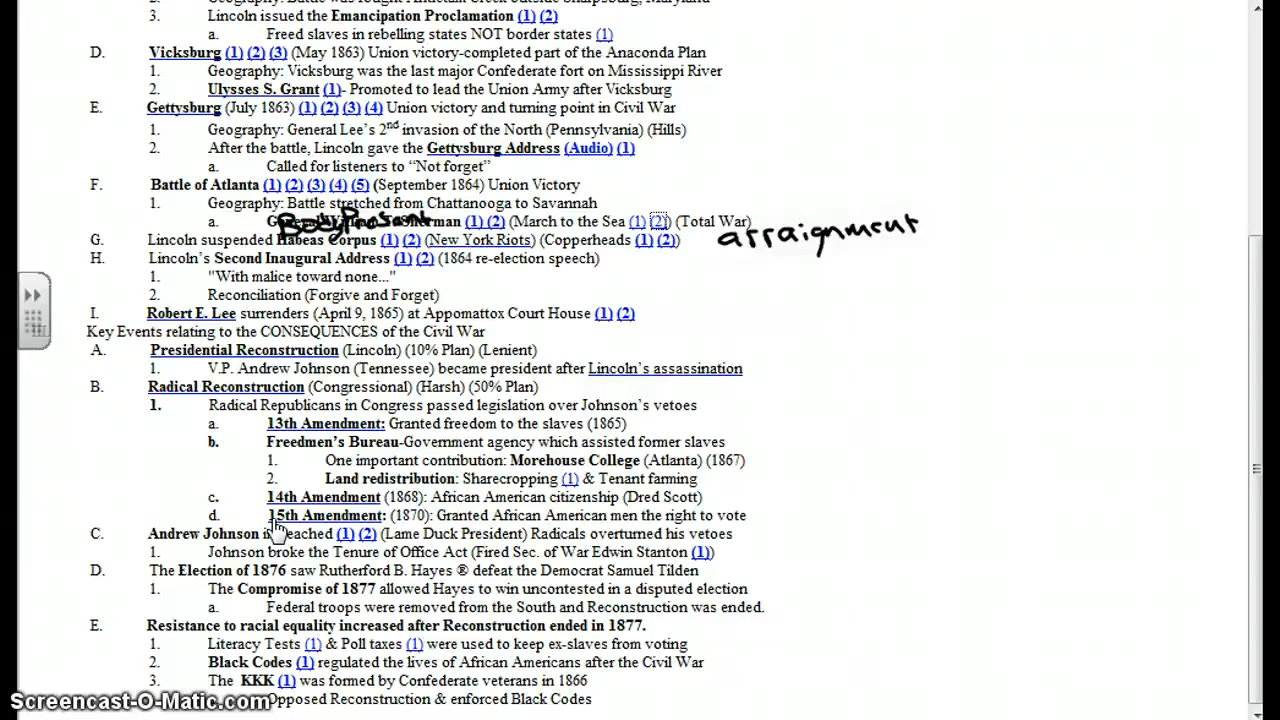 3. Lincoln issued the Emancipation Proclamation (1) (2)
a. Freed slaves in rebelling states NOT border states (1)
D. Vicksburg (1) (2) (3) (May 1863) Union victory-completed part of the Anaconda Plan
1. Geography: Vicksburg was the last major Confederate fort on Mississippi River
2. Ulysses S. Grant (1)- Promoted to lead the Union Army after Vicksburg
E. Gettysburg (July 1863) (1) (2) (3) (4) Union victory and turning point in Civil War
1. Geography: General Lee's 2nd invasion of the North (Pennsylvania) (Hills)
2. After the battle, Lincoln gave the Gettysburg Address (Audio) (1)
a. Called for listeners to "Not forget"
F. Battle of Atlanta (1) (2) (3) (4) (5) (September 1864) Union Victory
1. Geography: Battle stretched from Chattanooga to Savannah
a. (1) (2) (March to the Sea (1) (2)) (Total War)
Body Present
arraignment
G. Lincoln suspended Habeas Corpus (1) (2) (New York Riots) (Copperheads (1) (2))
H. Lincoln's Second Inaugural Address (1) (2) (1864 re-election speech)
1. "With malice toward none..."
2. Reconciliation (Forgive and Forget)
I. Robert E. Lee surrenders (April 9, 1865) at Appomattox Court House (1) (2)
Key Events relating to the CONSEQUENCES of the Civil War
A. Presidential Reconstruction (Lincoln) (10% Plan) (Lenient)
1. V.P. Andrew Johnson (Tennessee) became president after Lincoln's assassination
B. Radical Reconstruction (Congressional) (Harsh) (50% Plan)
1. Radical Republicans in Congress passed legislation over Johnson's vetoes
a. 13th Amendment: Granted freedom to the slaves (1865)
b. Freedmen's Bureau-Government agency which assisted former slaves
1. One important contribution: Morehouse College (Atlanta) (1867)
2. Land redistribution: Sharecropping (1) & Tenant farming
c. 14th Amendment (1868): African American citizenship (Dred Scott)
d. 15th Amendment: (1870): Granted African American men the right to vote
C. Andrew Johnson (1) (2) (Lame Duck President) Radicals overturned his vetoes
1. Johnson broke the Tenure of Office Act (Fired Sec. of War Edwin Stanton (1))
D. The Election of 1876 saw Rutherford B. Hayes ® defeat the Democrat Samuel Tilden
1. The Compromise of 1877 allowed Hayes to win uncontested in a disputed election
a. Federal troops were removed from the South and Reconstruction was ended.
E. Resistance to racial equality increased after Reconstruction ended in 1877.
1. Literacy Tests (1) & Poll taxes (1) were used to keep ex-slaves from voting
2. Black Codes (1) regulated the lives of African Americans after the Civil War
3. The KKK (1) was formed by Confederate veterans in 1866
Opposed Reconstruction & enforced Black Codes
Screencast-O-Matic.com